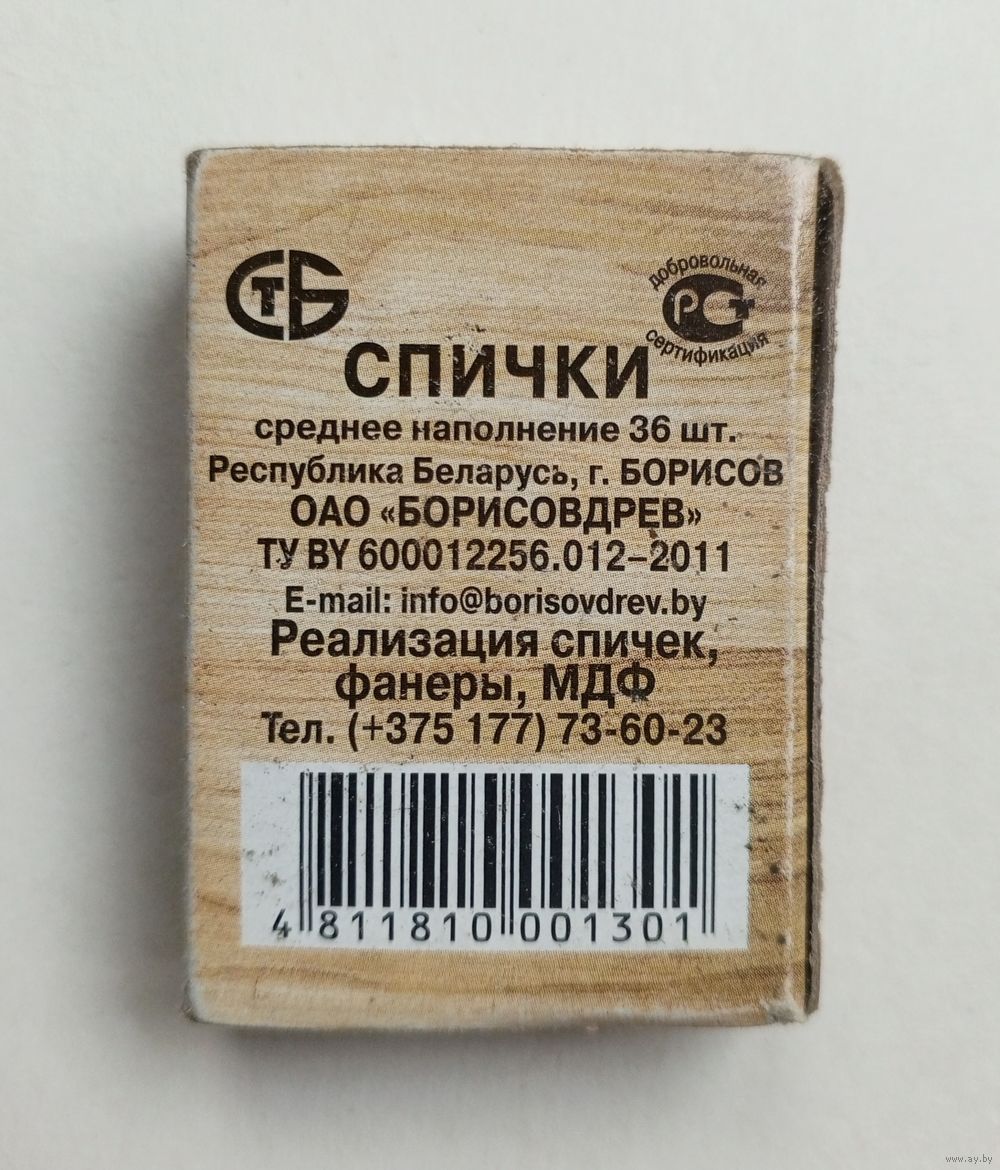 СТБ
добровольная
РСТ
сертификация
СПИЧКИ
среднее наполнение 36 шт.
Республика Беларусь, г. БОРИСОВ
ОАО «БОРИСОВДРЕВ»
ТУ BY 600012256.012–2011
E-mail: info@borisovdrev.by
Реализация спичек,
фанеры, МДФ
Тел. (+375 177) 73-60-23
4 811810 001301
www.ay.by